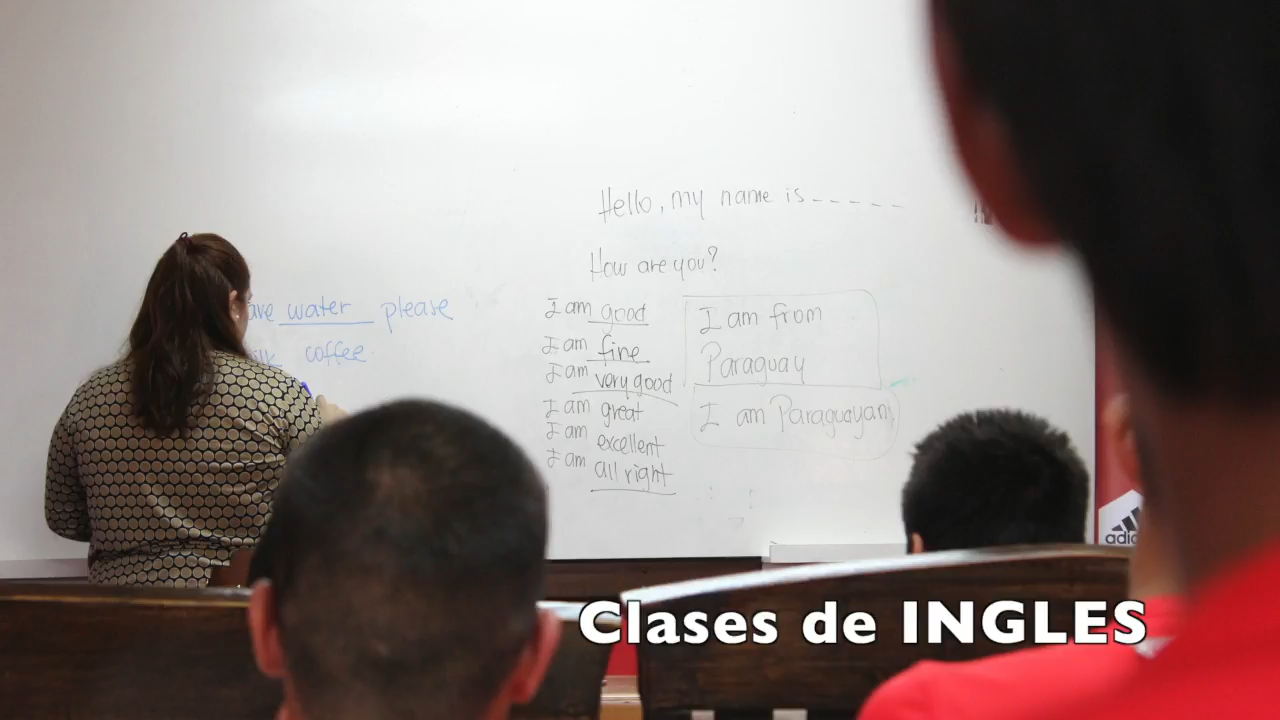 Hello, my name is -----
How are you?
I am good
I am fine
I am very good
I am great
I am excellent
I am all right
I am from
Paraguay
I am Paraguayan
water please
coffee
adid
Clases de INGLES